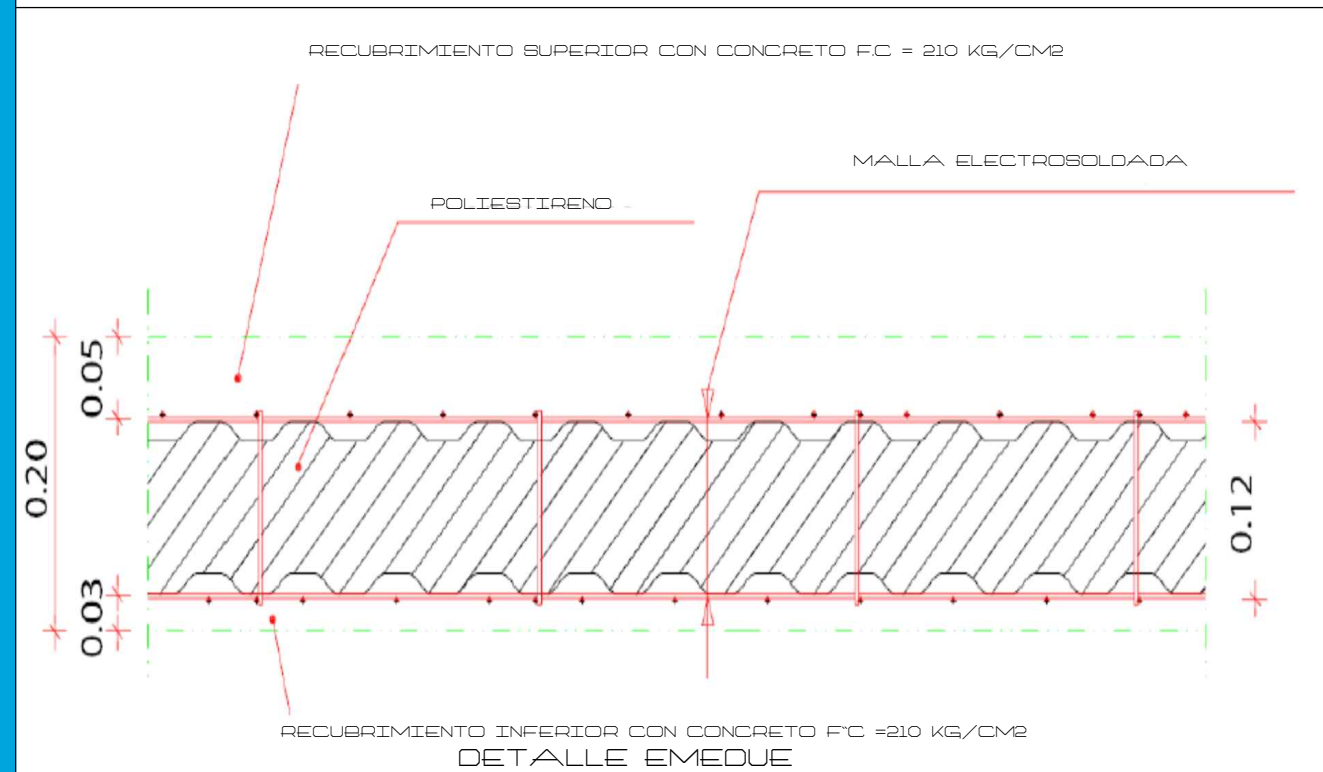 RECUBRIMIENTO SUPERIOR CON CONCRETO F.C = 210 KG/CM2
MALLA ELECTROSOLDADA
POLIESTIRENO
0.05
0.20
0.12
0.03
RECUBRIMIENTO INFERIOR CON CONCRETO F"C =210 KG/CM2
DETALLE EMEDUE